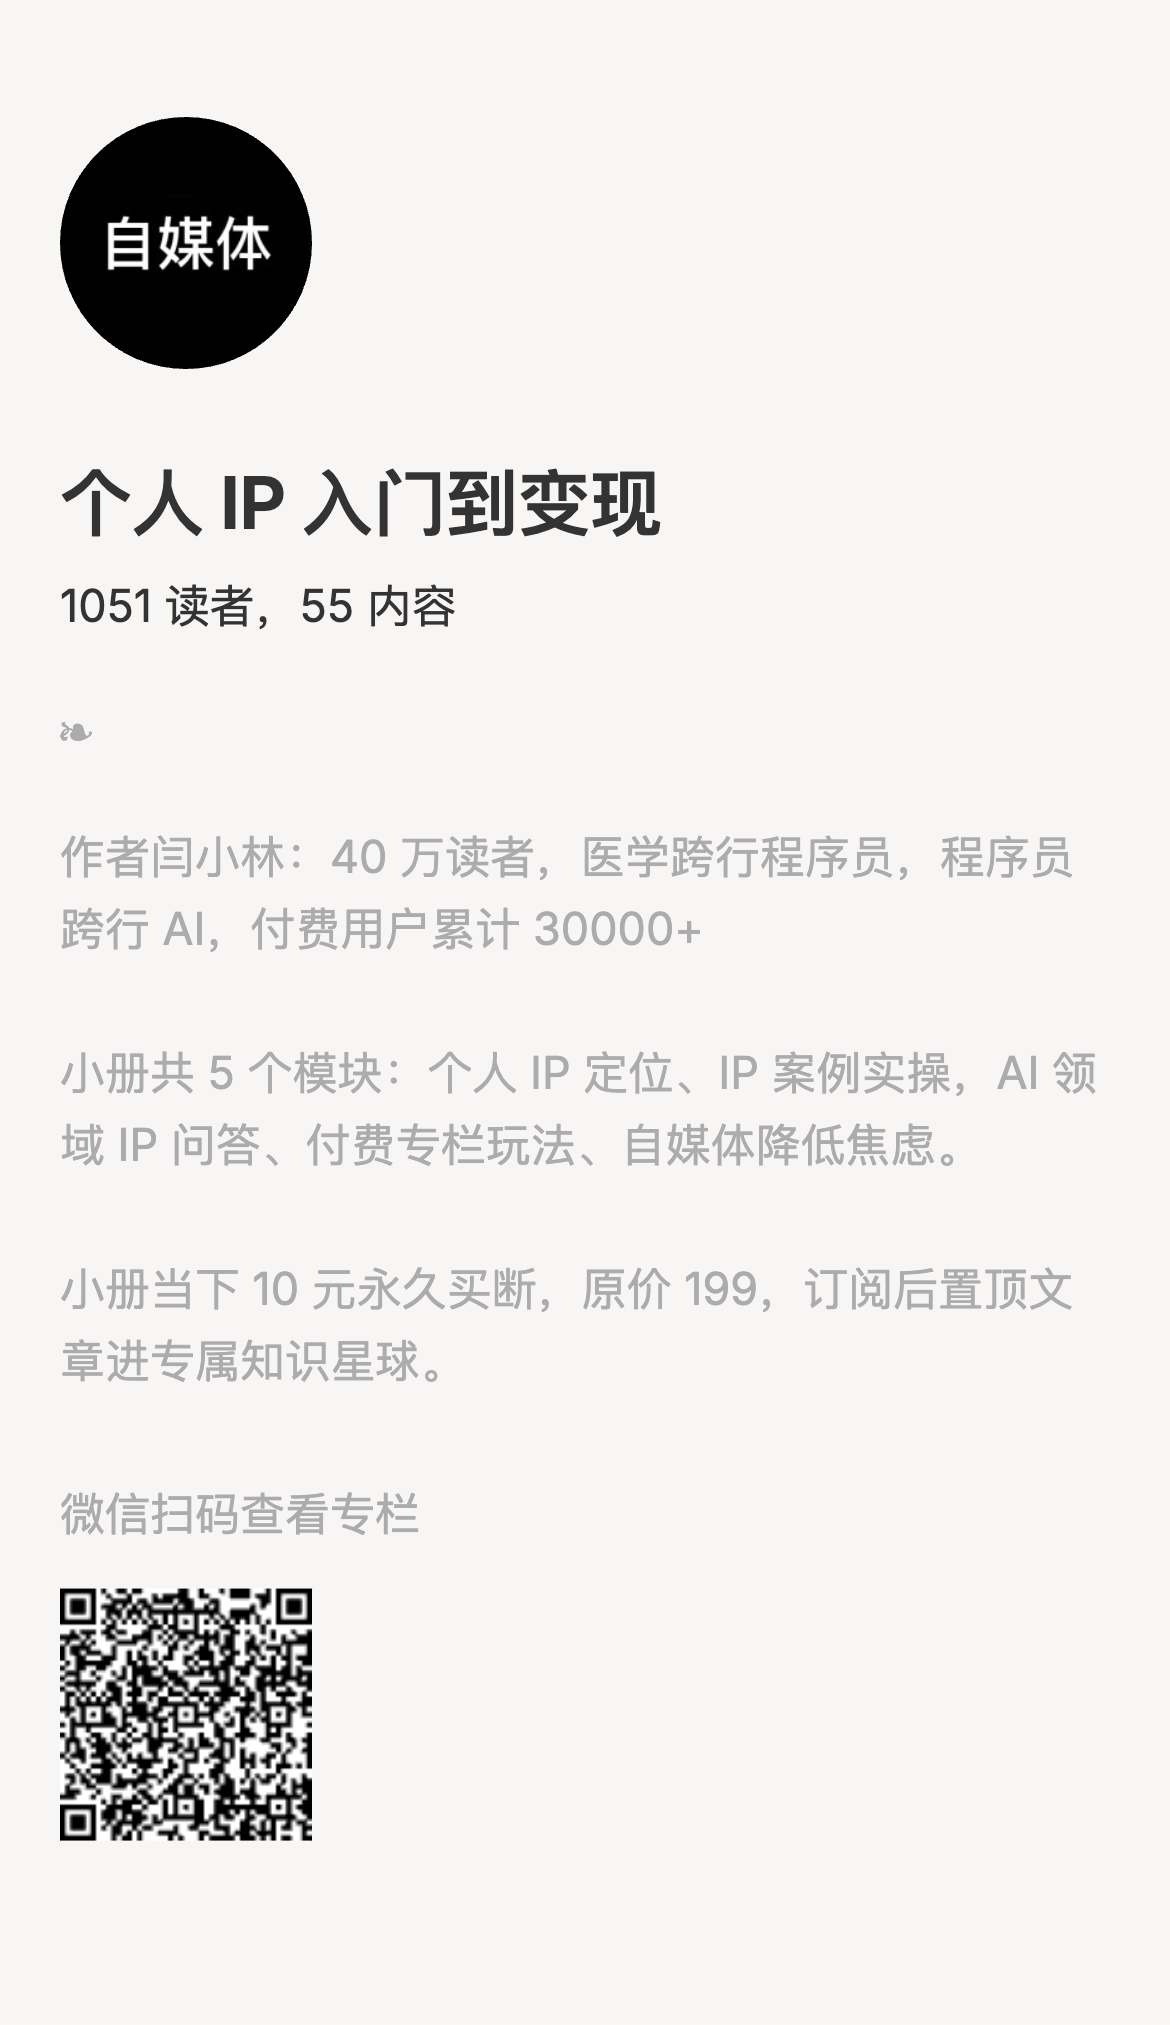 自媒体
个人 IP 入门到变现
1051 读者，55 内容
作者闫小林：40 万读者，医学跨行程序员，程序员
跨行 AI，付费用户累计 30000+
小册共 5 个模块：个人 IP 定位、IP 案例实操，AI 领
域 IP 问答、付费专栏玩法、自媒体降低焦虑。
小册当下 10 元永久买断，原价 199，订阅后置顶文
章进专属知识星球。
微信扫码查看专栏